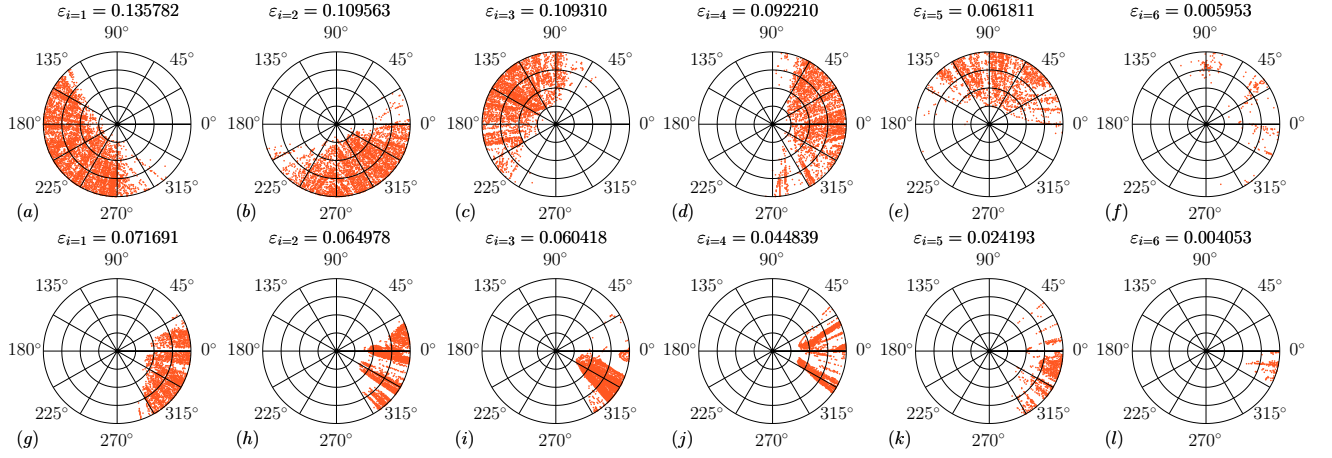 ε_{i=1} = 0.135782 ε_{i=2} = 0.109563 ε_{i=3} = 0.109310 ε_{i=4} = 0.092210 ε_{i=5} = 0.061811 ε_{i=6} = 0.005953
90° 90° 90° 90° 90° 90°
135° 45° 135° 45° 135° 45° 135° 45° 135° 45° 135° 45°
180° 0° 180° 0° 180° 0° 180° 0° 180° 0° 180° 0°
225° 315° 225° 315° 225° 315° 225° 315° 225° 315° 225° 315°
(a) 270° (b) 270° (c) 270° (d) 270° (e) 270° (f) 270°
ε_{i=1} = 0.071691 ε_{i=2} = 0.064978 ε_{i=3} = 0.060418 ε_{i=4} = 0.044839 ε_{i=5} = 0.024193 ε_{i=6} = 0.004053
90° 90° 90° 90° 90° 90°
135° 45° 135° 45° 135° 45° 135° 45° 135° 45° 135° 45°
180° 0° 180° 0° 180° 0° 180° 0° 180° 0° 180° 0°
225° 315° 225° 315° 225° 315° 225° 315° 225° 315° 225° 315°
(g) 270° (h) 270° (i) 270° (j) 270° (k) 270° (l) 270°